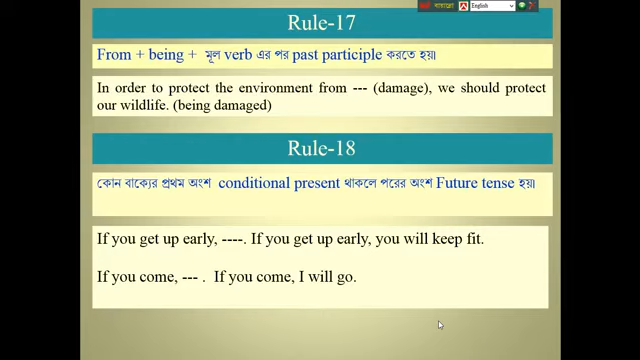 English
Rule-17
From + being + মূল verb এর পর past participle করতে হয়।
In order to protect the environment from --- (damage), we should protect
our wildlife. (being damaged)
Rule-18
কোন বাক্যের প্রথম অংশ conditional present থাকলে পরের অংশ Future tense হয়।
If you get up early, ----. If you get up early, you will keep fit.
If you come, --- . If you come, I will go.